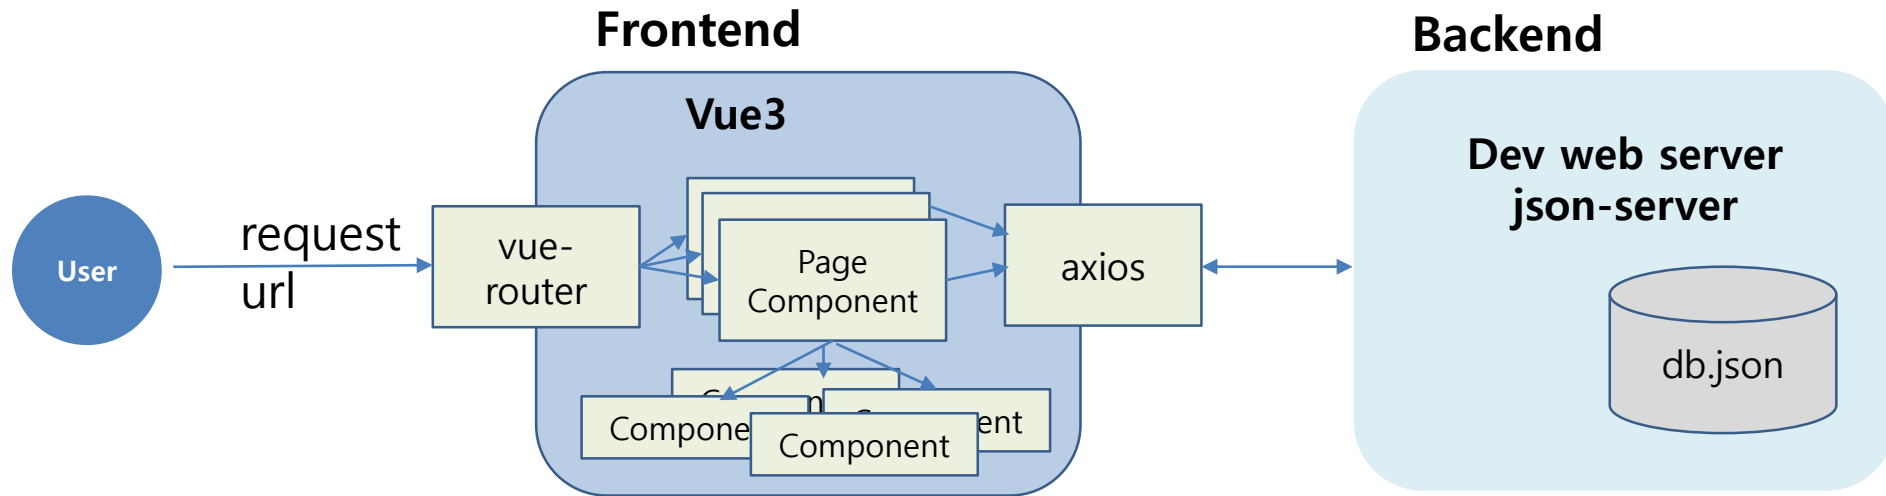 Frontend
Backend
Vue3
Dev web server
json-server
User
request
url
vue-
router
Page
Component
axios
db.json
Compone
ent
Component